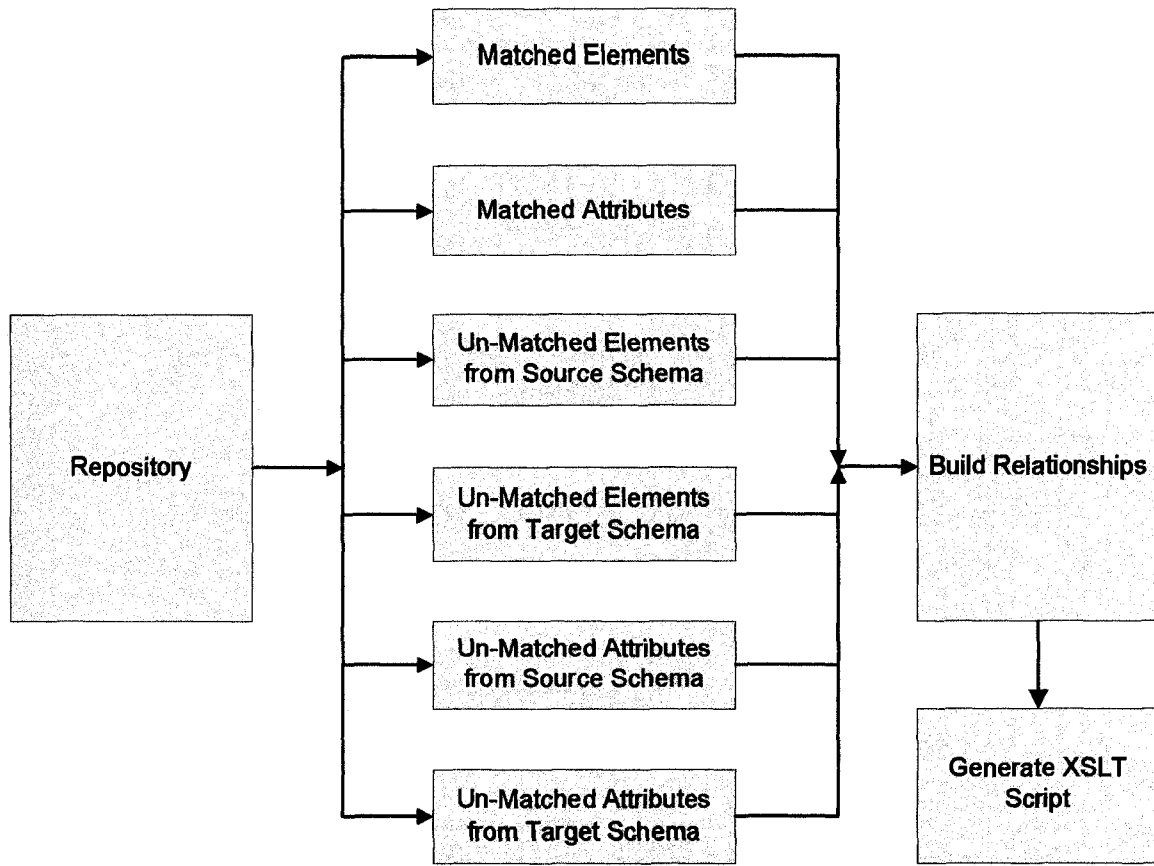 Matched Elements
Matched Attributes
Un-Matched Elements
from Source Schema
Repository
Un-Matched Elements
from Target Schema
Un-Matched Attributes
from Source Schema
Un-Matched Attributes
from Target Schema
Build Relationships
Generate XSLT
Script